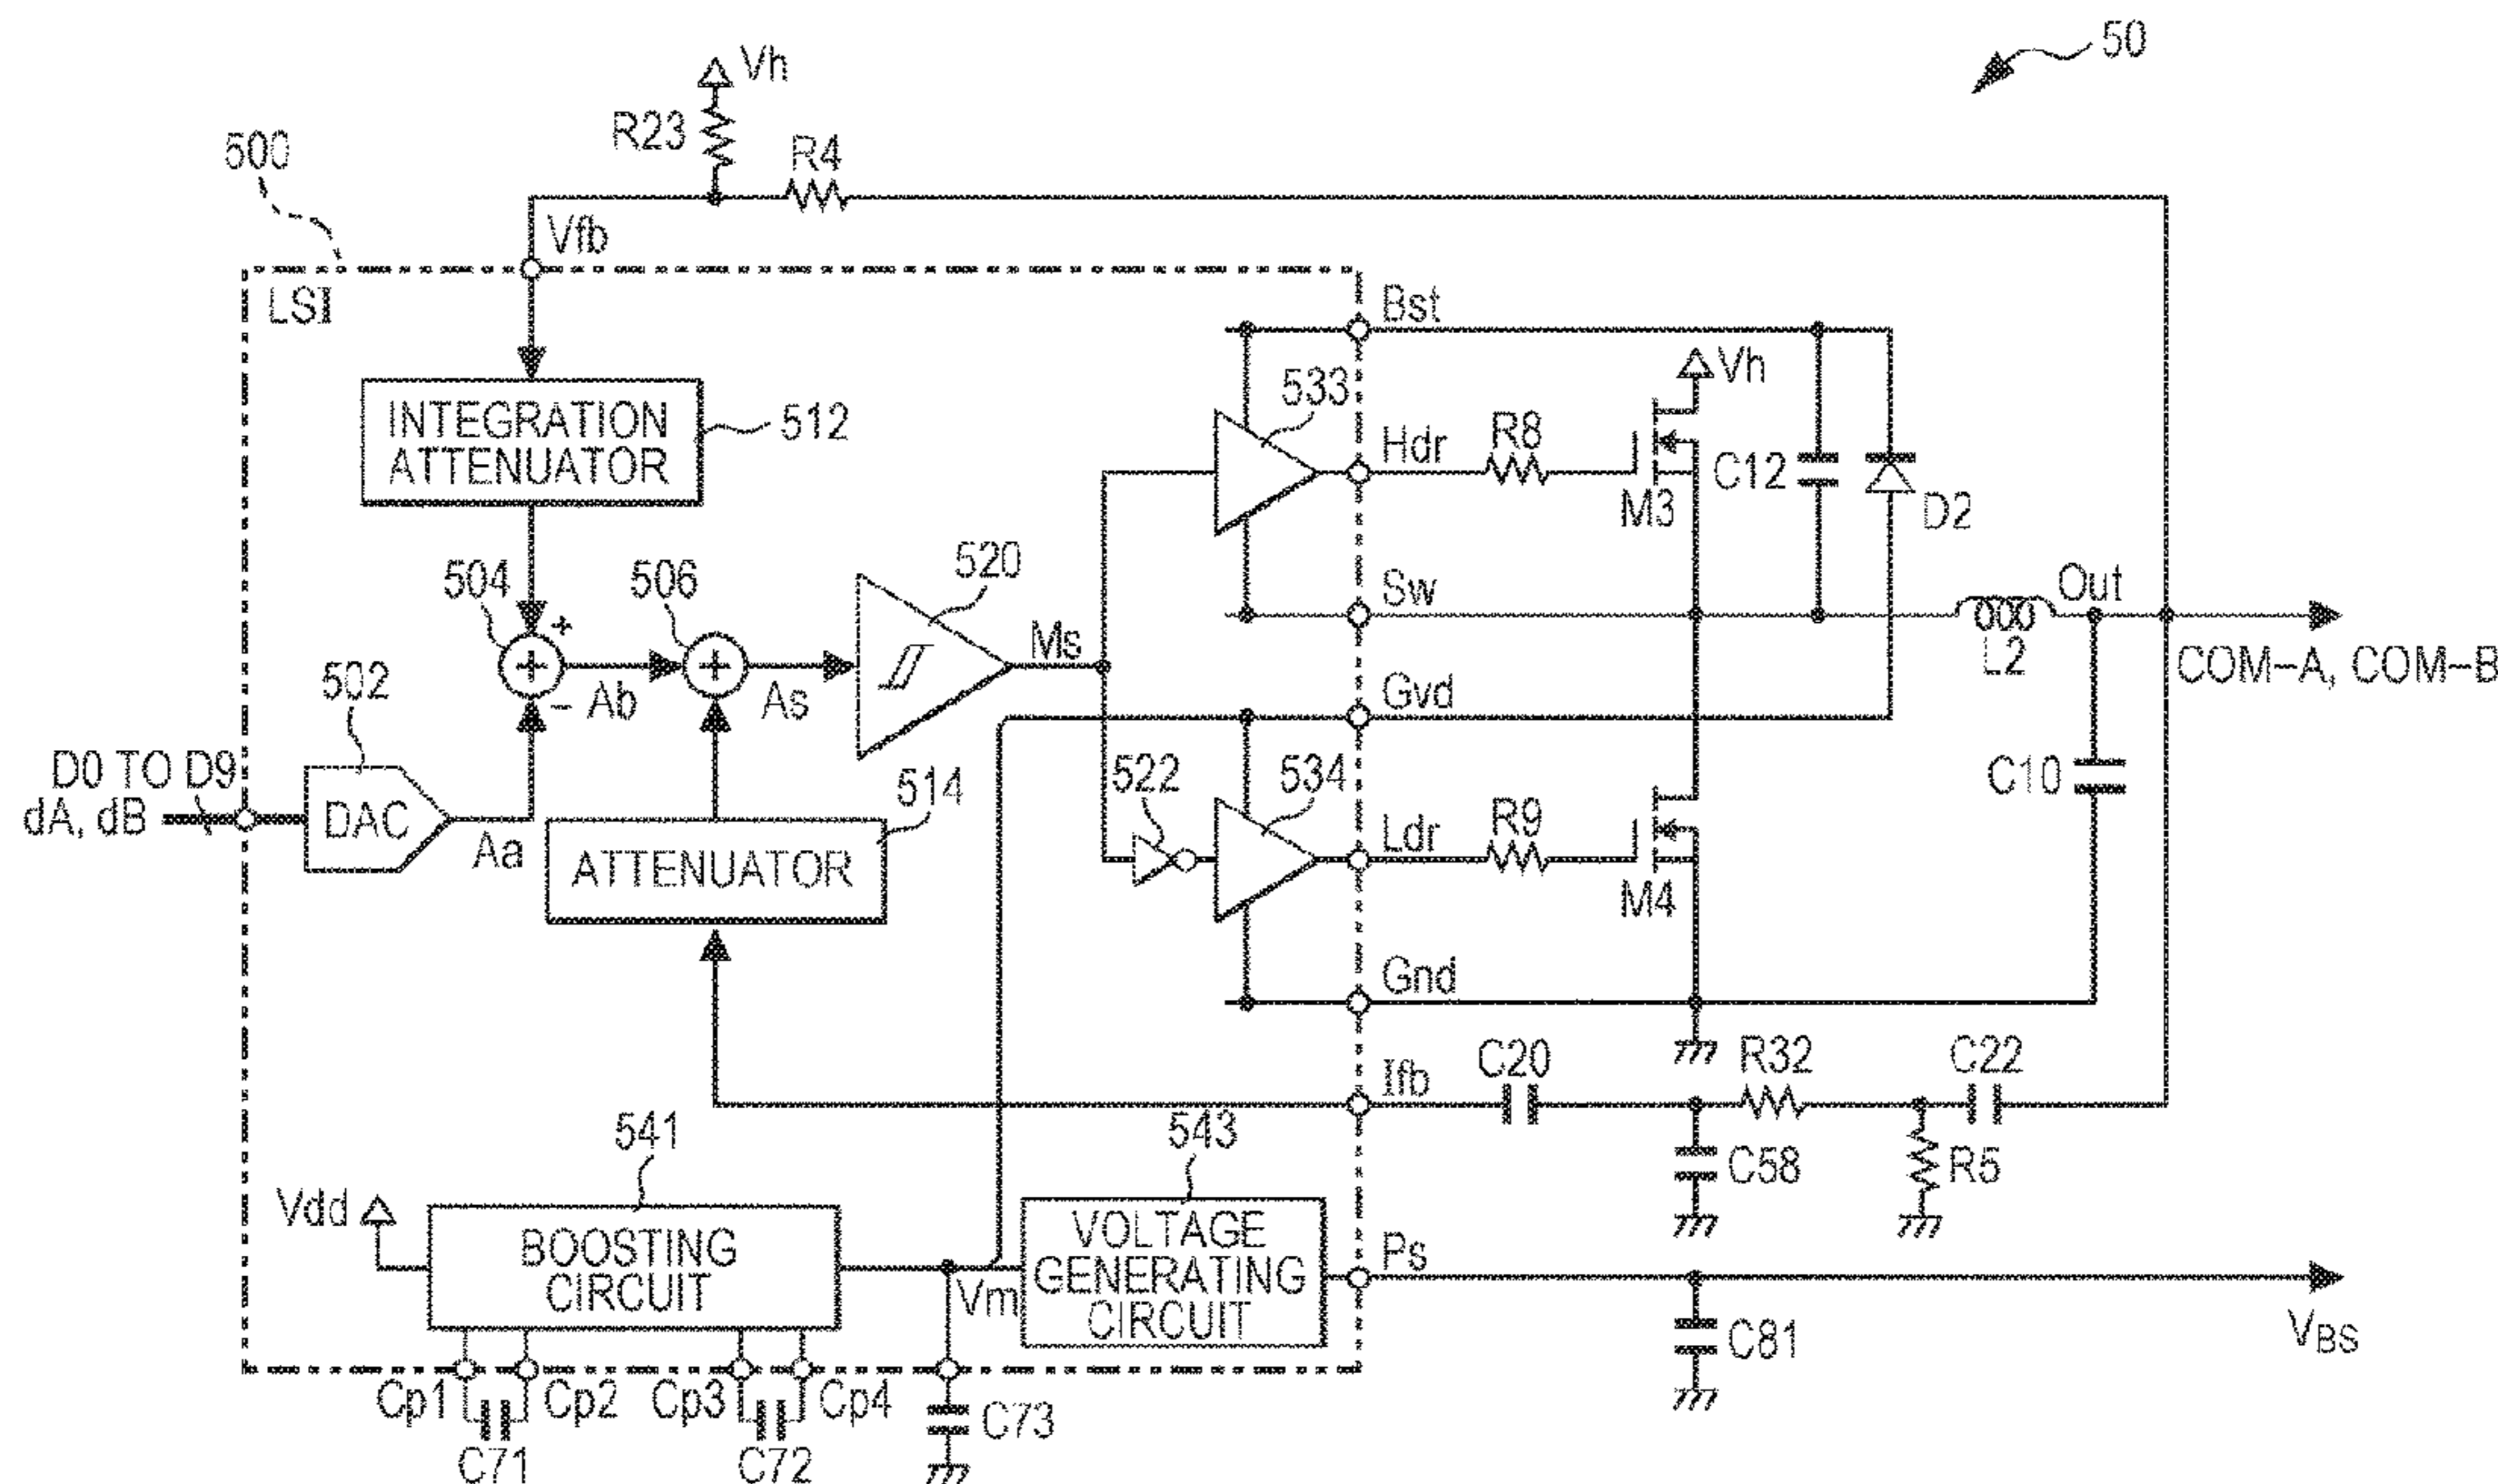 50
Vh
R23
R4
500
Vfb
LSI
Bst
Vh
INTEGRATION
ATTENUATOR
512
533
Hdr
R8
M3
C12
D2
504
506
520
+
Ms
Sw
Out
L2
COM-A, COM-B
502
+
+
− Ab
As
Gvd
D0 TO D9
dA, dB
DAC
Aa
514
ATTENUATOR
522
534
Ldr
R9
M4
C10
Gnd
Ifb
C20
R32
C22
C58
R5
541
543
Vdd
BOOSTING
CIRCUIT
Vm
VOLTAGE
GENERATING
CIRCUIT
Ps
VBS
C81
Cp1
Cp2
Cp3
Cp4
C71
C72
C73